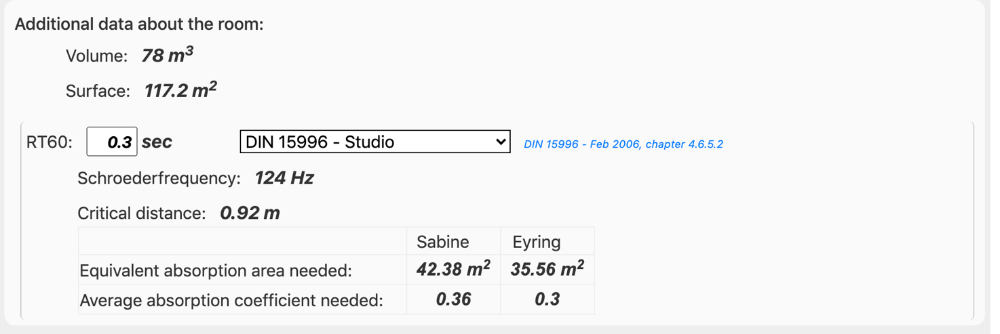 Additional data about the room:
Volume: 78 m³
Surface: 117.2 m²
RT60: 0.3 sec DIN 15996 - Studio DIN 15996 - Feb 2006, chapter 4.6.5.2
Schroederfrequency: 124 Hz
Critical distance: 0.92 m
Sabine Eyring
Equivalent absorption area needed: 42.38 m² 35.56 m²
Average absorption coefficient needed: 0.36 0.3